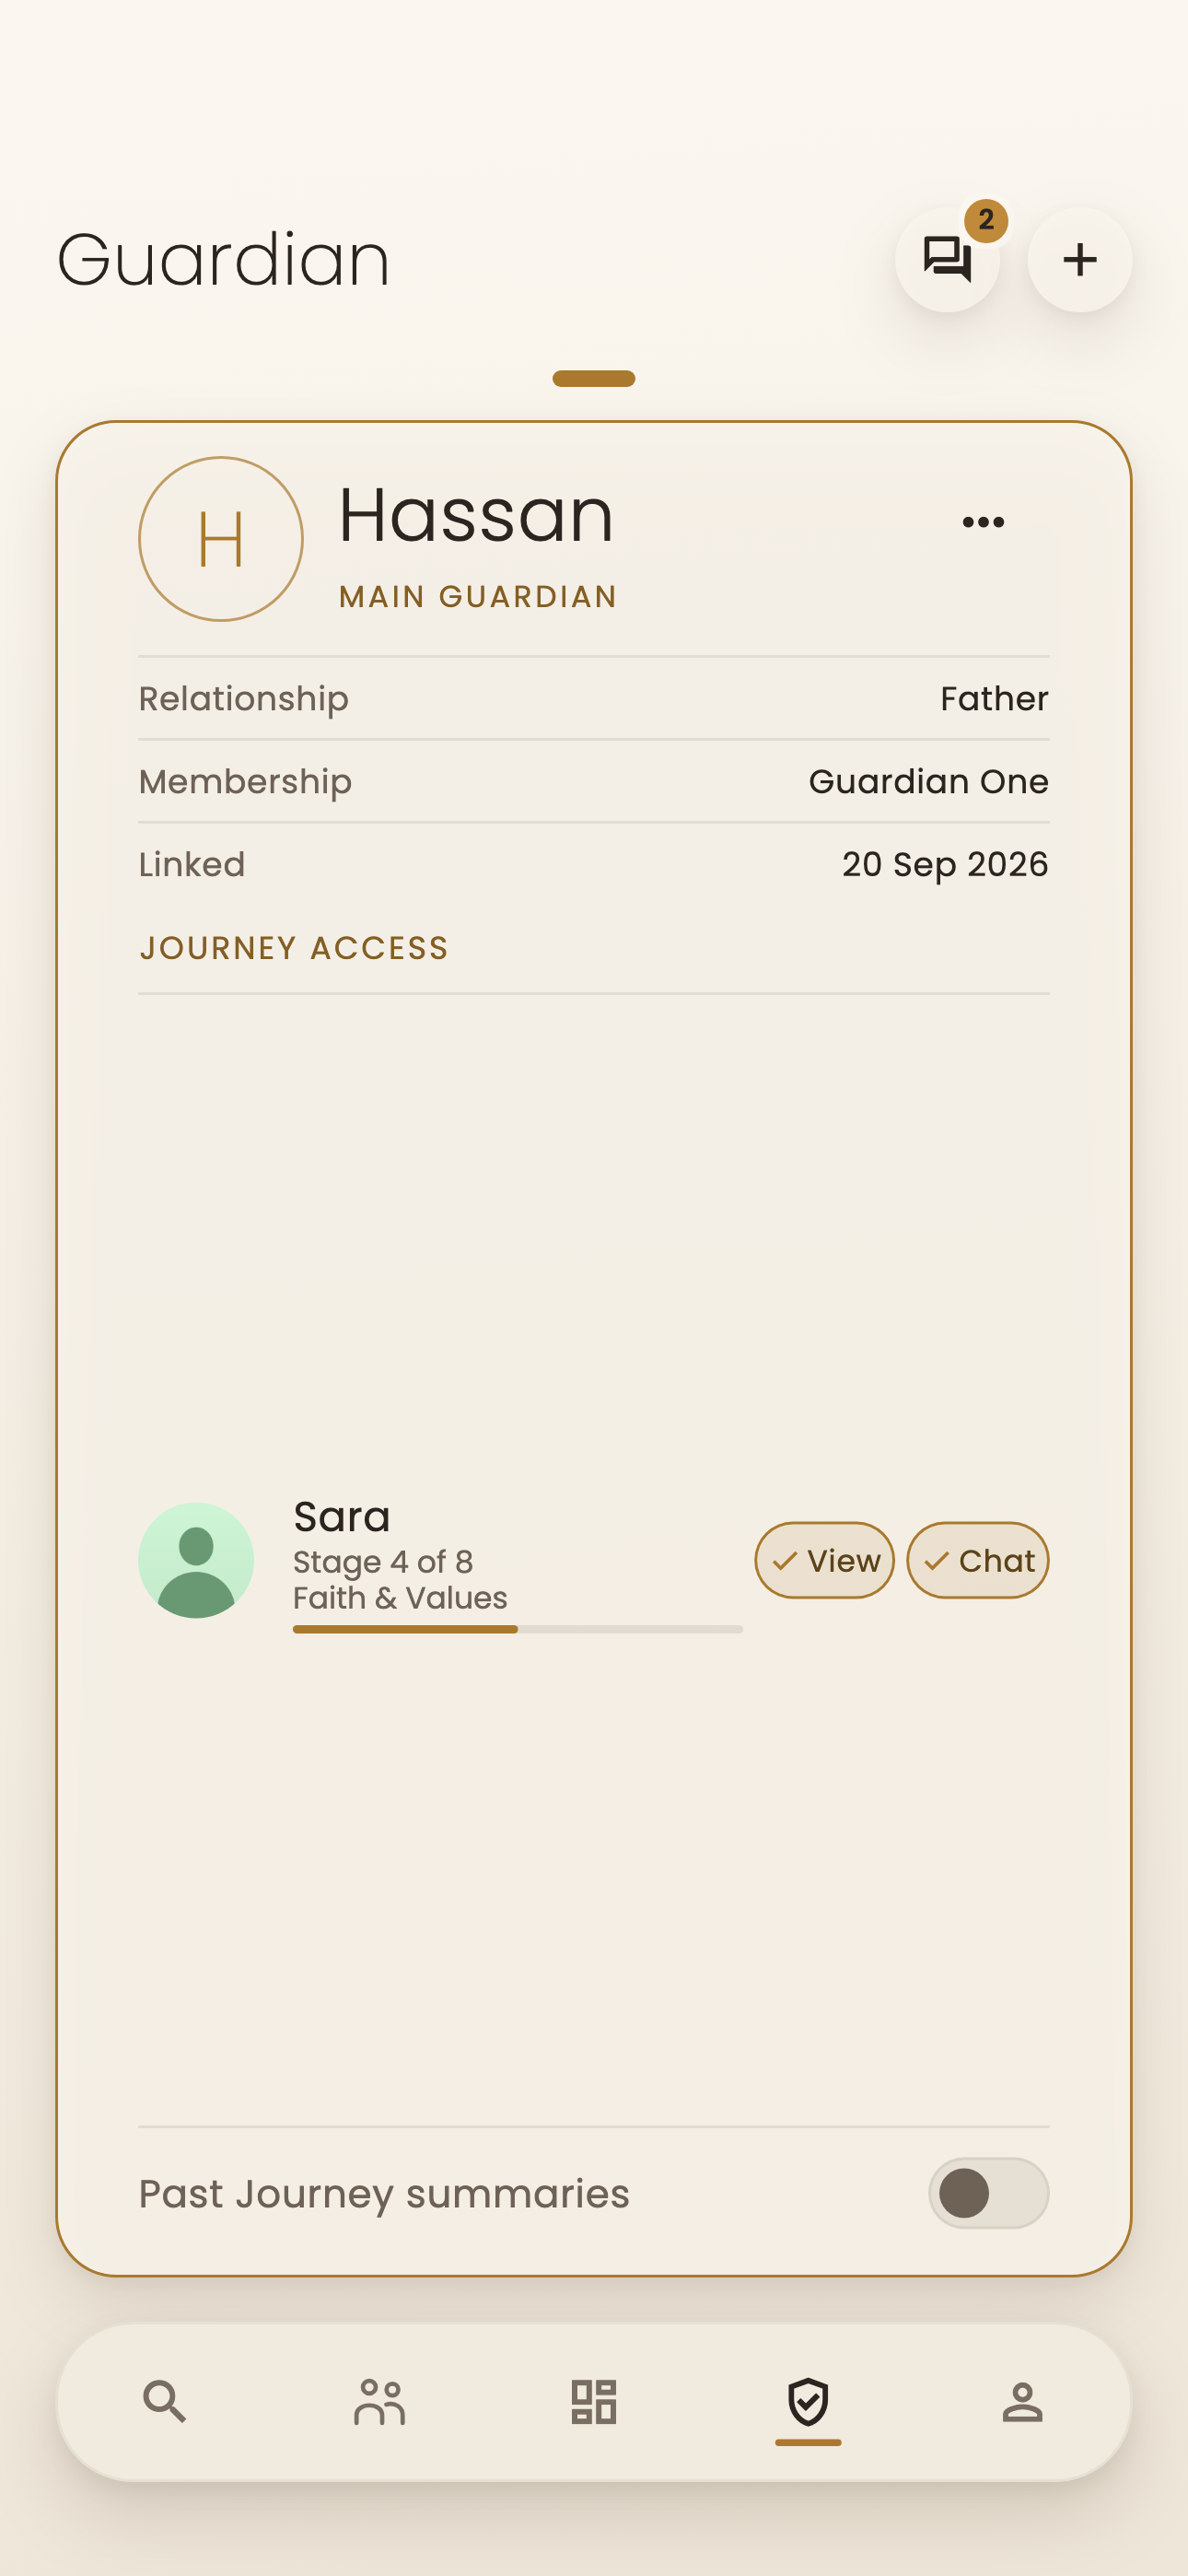 Guardian
2
H
Hassan
MAIN GUARDIAN
Relationship Father
Membership Guardian One
Linked 20 Sep 2026
JOURNEY ACCESS
Sara
Stage 4 of 8
Faith & Values
View Chat
Past Journey summaries